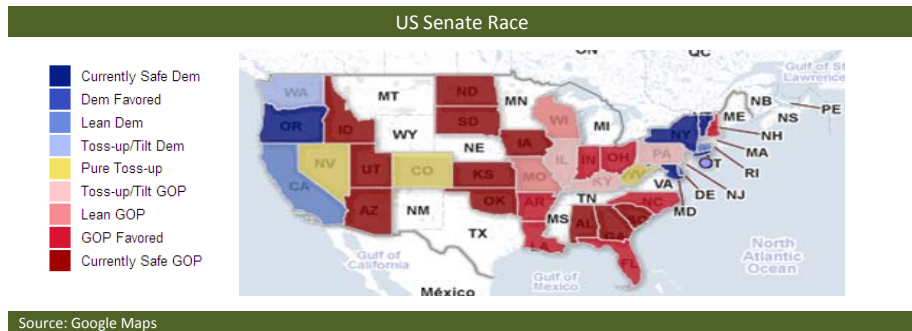 US Senate Race
Currently Safe Dem
Dem Favored
Lean Dem
Toss-up/Tilt Dem
Pure Toss-up
Toss-up/Tilt GOP
Lean GOP
GOP Favored
Currently Safe GOP
ON
QC
Gulf of St
Lawrence
WA
MT
ND
MN
NB
PE
ME
NS
OR
ID
SD
WI
MI
NY
NH
WY
IA
MA
NE
PA
RI
NV
UT
CO
IL
IN
OH
WV
NJ
CA
KS
MO
KY
VA
DE
MD
AZ
NM
OK
AR
TN
NC
TX
MS
AL
GA
SC
LA
FL
North
Atlantic
Ocean
Gulf of
California
Gulf of
Mexico
México
Source: Google Maps